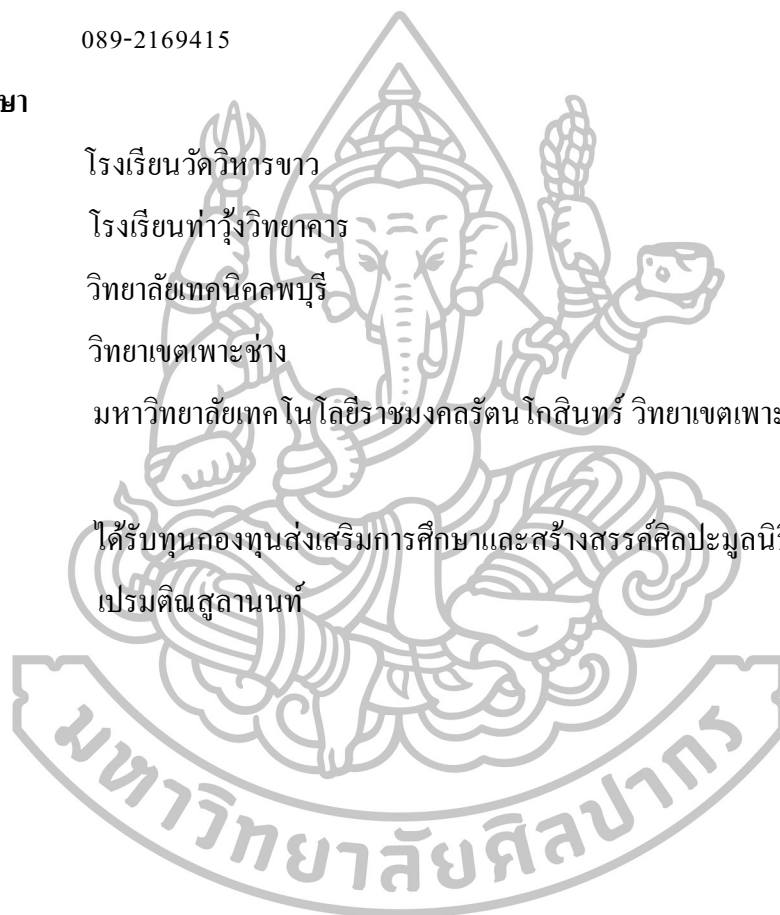 089-2169415
โรงเรียนวัดวิหารขาว
โรงเรียนท่าวุ้งวิทยาคาร
วิทยาลัยเทคนิคลพบุรี
วิทยาเขตเพาะช่าง
มหาวิทยาลัยเทคโนโลยีราชมงคลรัตนโกสินทร์ วิทยาเขตเพาะ
ได้รับทุนกองทุนส่งเสริมการศึกษาและสร้างสรรค์ศิลปะมูลนิ
เปรมติณสูลานนท์
มหาวิทยาลัยศิลปากร